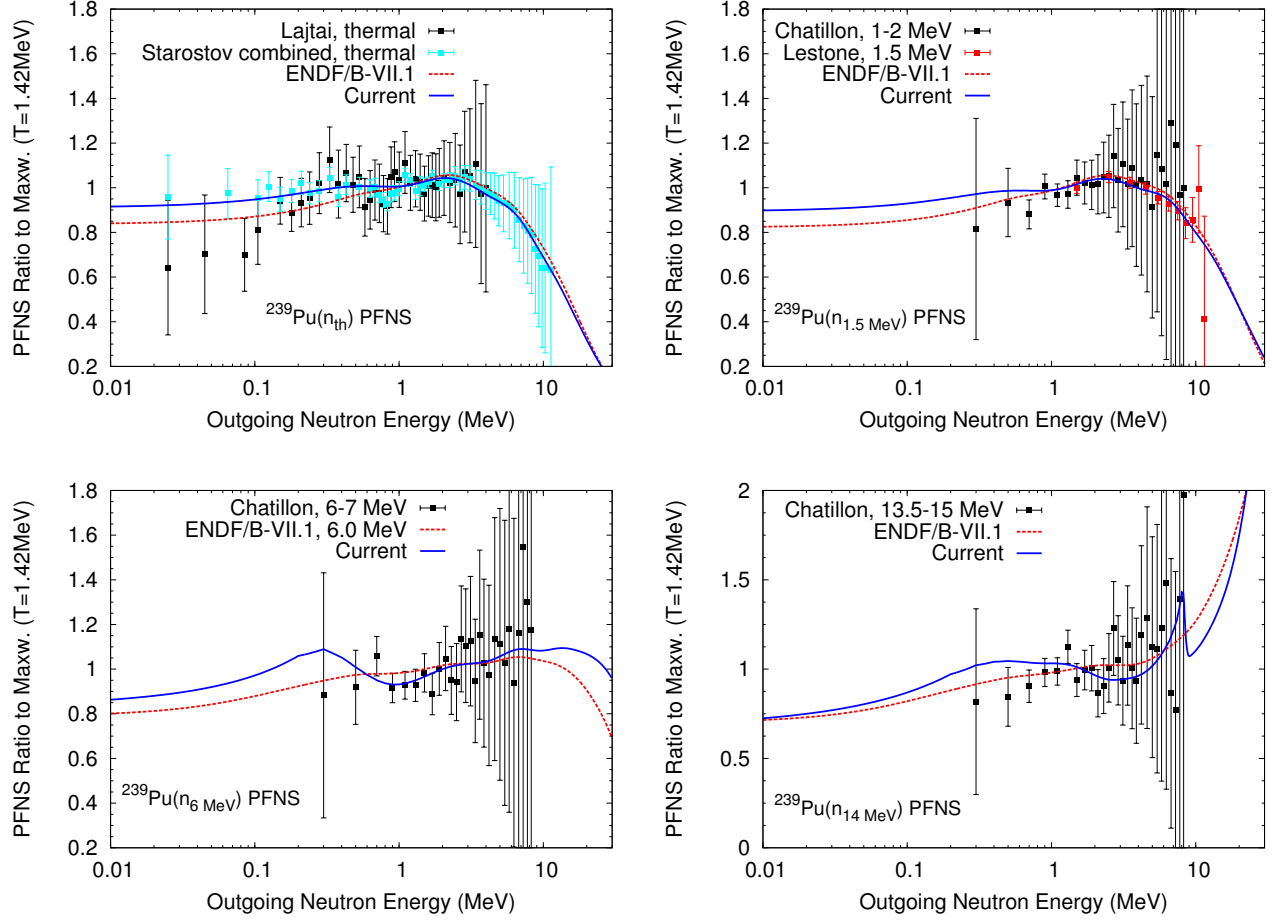 PFNS Ratio to Maxw. (T=1.42MeV)
1.8
1.6
1.4
1.2
1
0.8
0.6
0.4
0.2
Lajtai, thermal
Starostov combined, thermal
ENDF/B-VII.1
Current
²³⁹Pu(nth) PFNS
0.01 0.1 1 10
Outgoing Neutron Energy (MeV)
PFNS Ratio to Maxw. (T=1.42MeV)
1.8
1.6
1.4
1.2
1
0.8
0.6
0.4
0.2
Chatillon, 1-2 MeV
Lestone, 1.5 MeV
ENDF/B-VII.1
Current
²³⁹Pu(n1.5 MeV) PFNS
0.01 0.1 1 10
Outgoing Neutron Energy (MeV)
PFNS Ratio to Maxw. (T=1.42MeV)
1.8
1.6
1.4
1.2
1
0.8
0.6
0.4
0.2
Chatillon, 6-7 MeV
ENDF/B-VII.1, 6.0 MeV
Current
²³⁹Pu(n6 MeV) PFNS
0.01 0.1 1 10
Outgoing Neutron Energy (MeV)
PFNS Ratio to Maxw. (T=1.42MeV)
2
1.5
1
0.5
0
Chatillon, 13.5-15 MeV
ENDF/B-VII.1
Current
²³⁹Pu(n14 MeV) PFNS
0.01 0.1 1 10
Outgoing Neutron Energy (MeV)